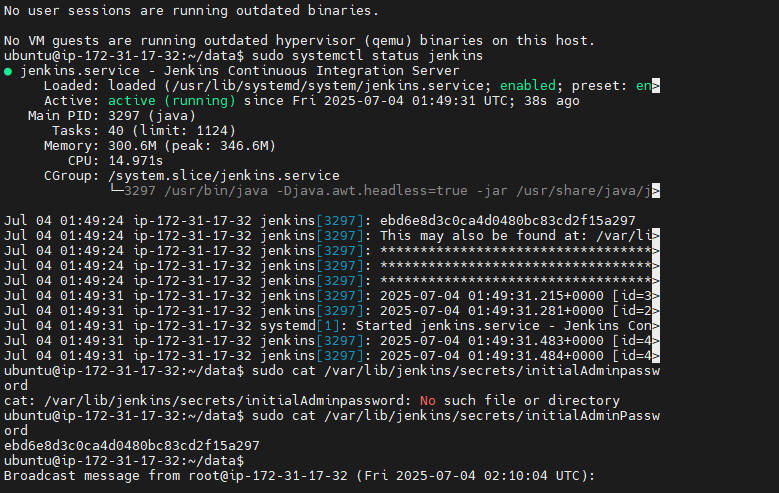 No user sessions are running outdated binaries.
No VM guests are running outdated hypervisor (qemu) binaries on this host.
ubuntu@ip-172-31-17-32:~/data$ sudo systemctl status jenkins
● jenkins.service - Jenkins Continuous Integration Server
Loaded: loaded (/usr/lib/systemd/system/jenkins.service; enabled; preset: en>
Active: active (running) since Fri 2025-07-04 01:49:31 UTC; 38s ago
Main PID: 3297 (java)
Tasks: 40 (limit: 1124)
Memory: 300.6M (peak: 346.6M)
CPU: 14.971s
CGroup: /system.slice/jenkins.service
└─3297 /usr/bin/java -Djava.awt.headless=true -jar /usr/share/java/j>
Jul 04 01:49:24 ip-172-31-17-32 jenkins[3297]: ebd6e8d3c0ca4d0480bc83cd2f15a297
Jul 04 01:49:24 ip-172-31-17-32 jenkins[3297]: This may also be found at: /var/li>
Jul 04 01:49:24 ip-172-31-17-32 jenkins[3297]: **********************************>
Jul 04 01:49:24 ip-172-31-17-32 jenkins[3297]: **********************************>
Jul 04 01:49:24 ip-172-31-17-32 jenkins[3297]: **********************************>
Jul 04 01:49:31 ip-172-31-17-32 jenkins[3297]: 2025-07-04 01:49:31.215+0000 [id=3>
Jul 04 01:49:31 ip-172-31-17-32 jenkins[3297]: 2025-07-04 01:49:31.281+0000 [id=2>
Jul 04 01:49:31 ip-172-31-17-32 systemd[1]: Started jenkins.service - Jenkins Con>
Jul 04 01:49:31 ip-172-31-17-32 jenkins[3297]: 2025-07-04 01:49:31.483+0000 [id=4>
Jul 04 01:49:31 ip-172-31-17-32 jenkins[3297]: 2025-07-04 01:49:31.484+0000 [id=4>
ubuntu@ip-172-31-17-32:~/data$ sudo cat /var/lib/jenkins/secrets/initialAdminpassw
ord
cat: /var/lib/jenkins/secrets/initialAdminpassword: No such file or directory
ubuntu@ip-172-31-17-32:~/data$ sudo cat /var/lib/jenkins/secrets/initialAdminPassw
ord
ebd6e8d3c0ca4d0480bc83cd2f15a297
ubuntu@ip-172-31-17-32:~/data$
Broadcast message from root@ip-172-31-17-32 (Fri 2025-07-04 02:10:04 UTC):